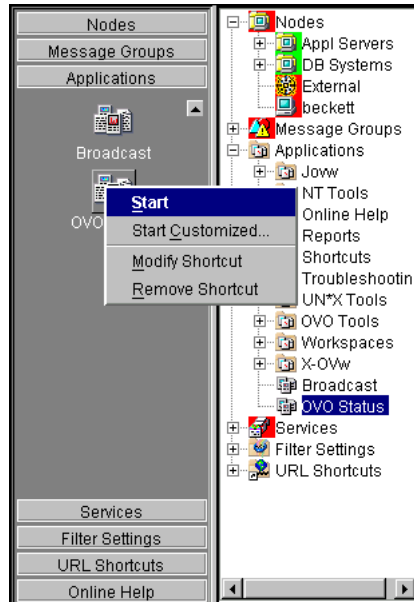 Nodes
Message Groups
Applications
Broadcast
OVO
Start
Start Customized...
Modify Shortcut
Remove Shortcut
Services
Filter Settings
URL Shortcuts
Online Help
Nodes
Appl Servers
DB Systems
External
beckett
Message Groups
Applications
Jovw
NT Tools
Online Help
Reports
Shortcuts
Troubleshootin
UN*X Tools
OVO Tools
Workspaces
X-OVw
Broadcast
OVO Status
Services
Filter Settings
URL Shortcuts